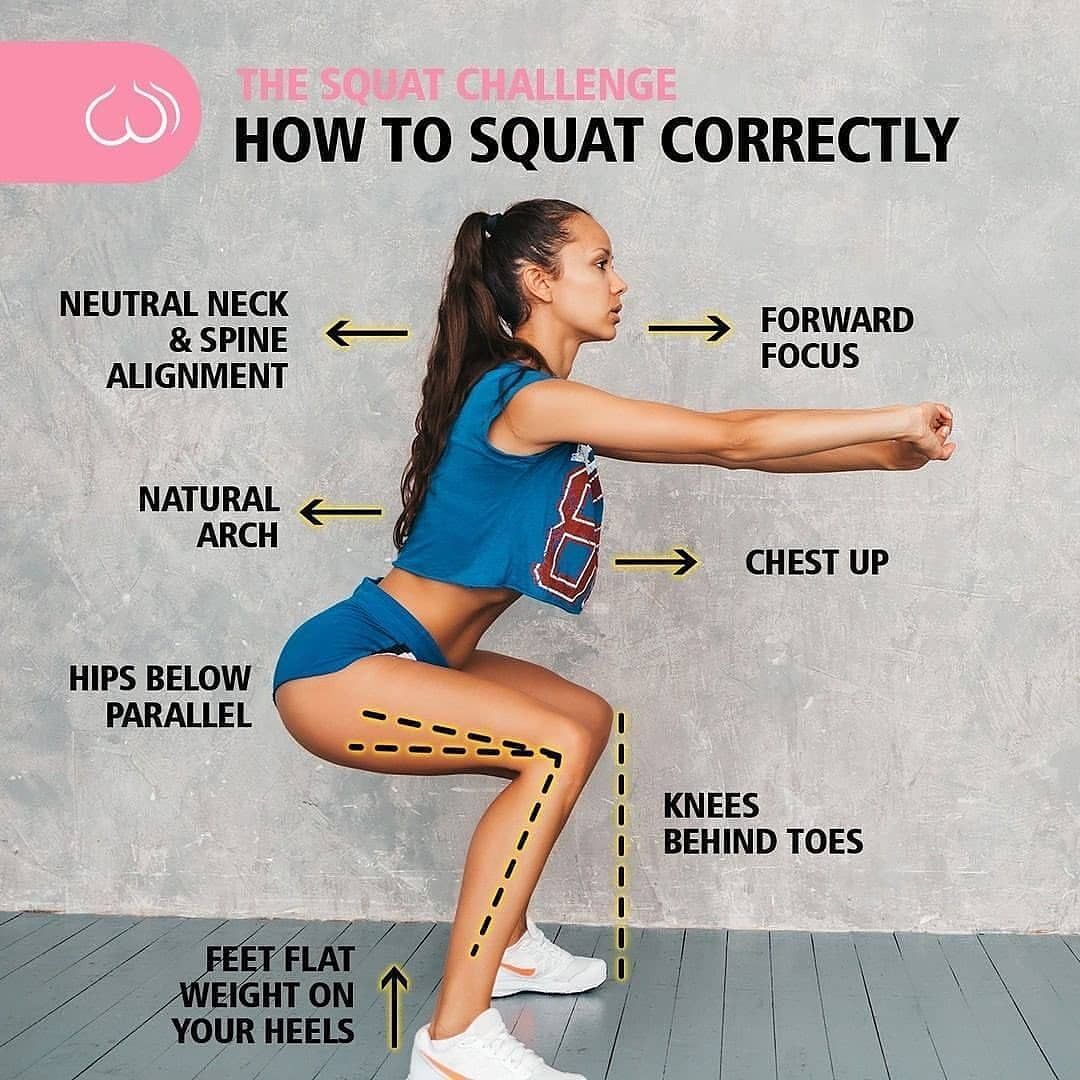 THE SQUAT CHALLENGE
HOW TO SQUAT CORRECTLY
NEUTRAL NECK
& SPINE
ALIGNMENT
FORWARD
FOCUS
NATURAL
ARCH
CHEST UP
HIPS BELOW
PARALLEL
KNEES
BEHIND TOES
FEET FLAT
WEIGHT ON
YOUR HEELS